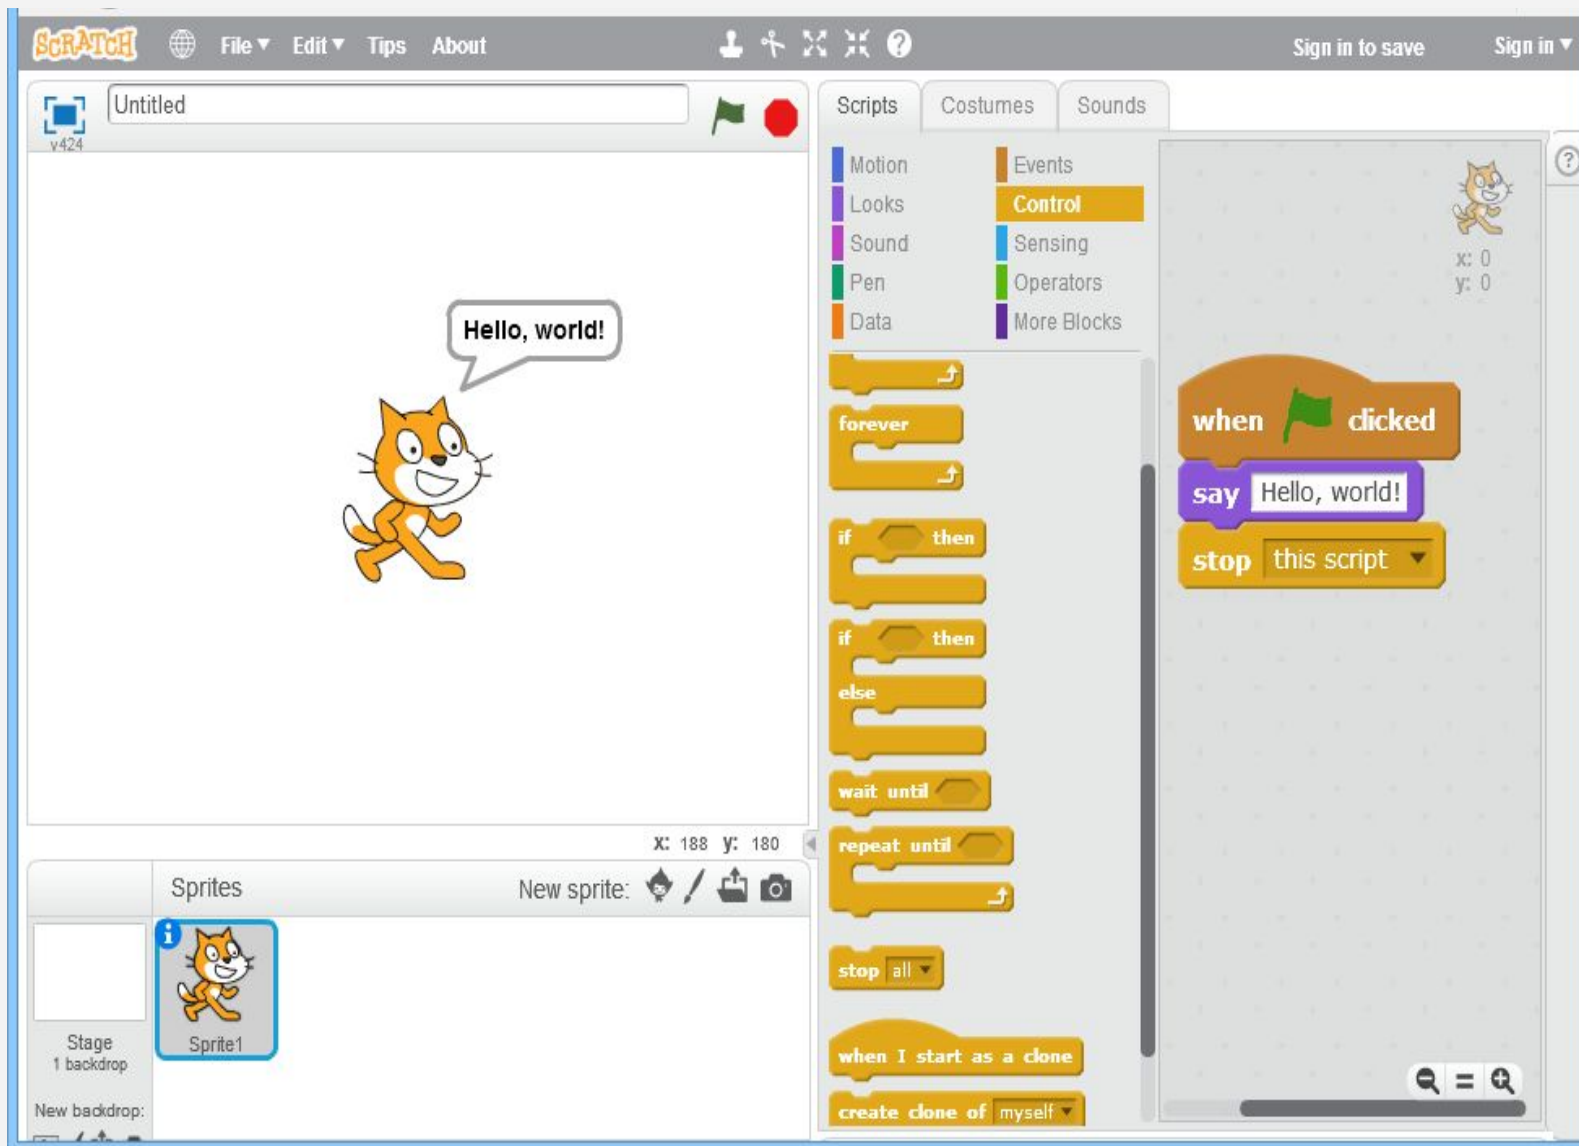 SCRATCH File Edit Tips About Sign in to save Sign in
v424 Untitled
Scripts Costumes Sounds
Motion Events
Looks Control
Sound Sensing
Pen Operators
Data More Blocks
x: 0
y: 0
Hello, world!
forever
if then
if then
else
wait until
repeat until
stop all
when I start as a clone
create clone of myself
when clicked
say Hello, world!
stop this script
x: 188 y: 180
Sprites New sprite:
Sprite1
Stage
1 backdrop
New backdrop: